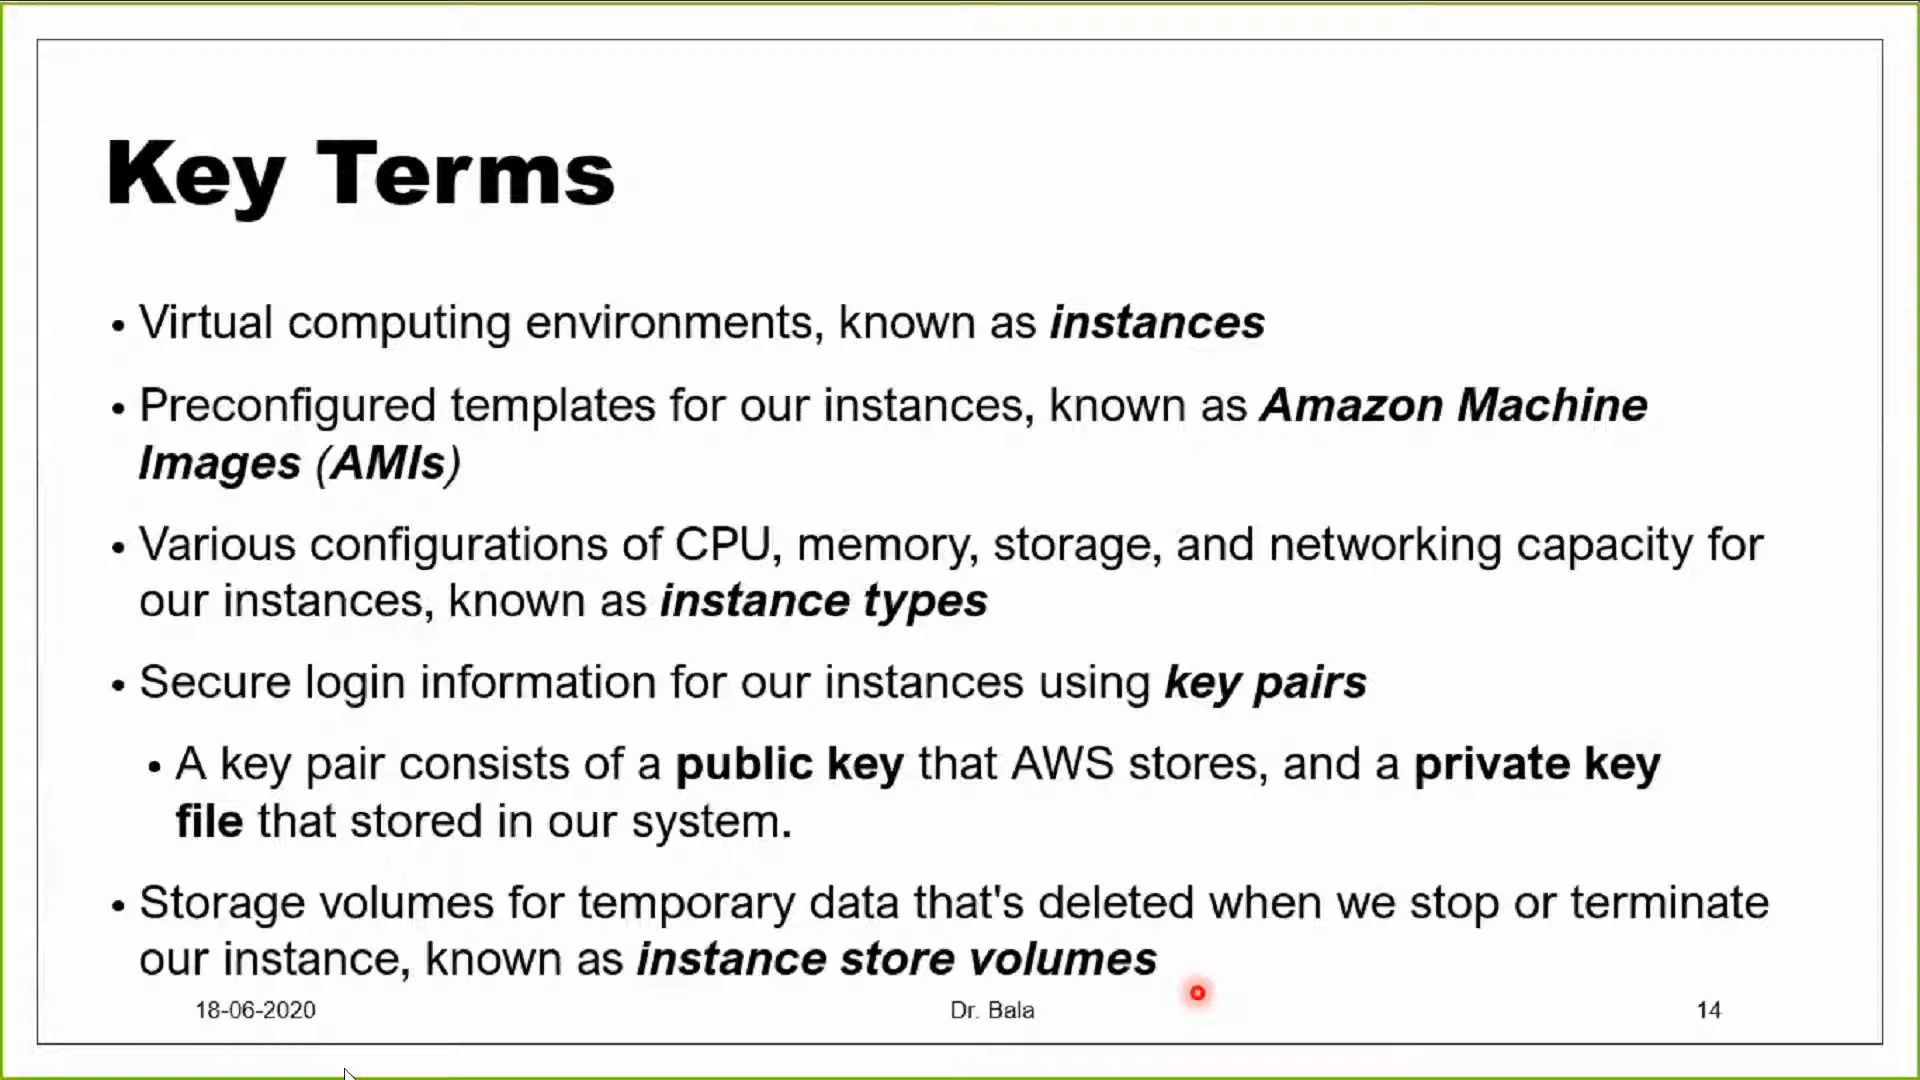 Key Terms
• Virtual computing environments, known as instances
• Preconfigured templates for our instances, known as Amazon Machine
Images (AMIs)
• Various configurations of CPU, memory, storage, and networking capacity for
our instances, known as instance types
• Secure login information for our instances using key pairs
• A key pair consists of a public key that AWS stores, and a private key
file that stored in our system.
• Storage volumes for temporary data that's deleted when we stop or terminate
our instance, known as instance store volumes
18-06-2020 Dr. Bala 14